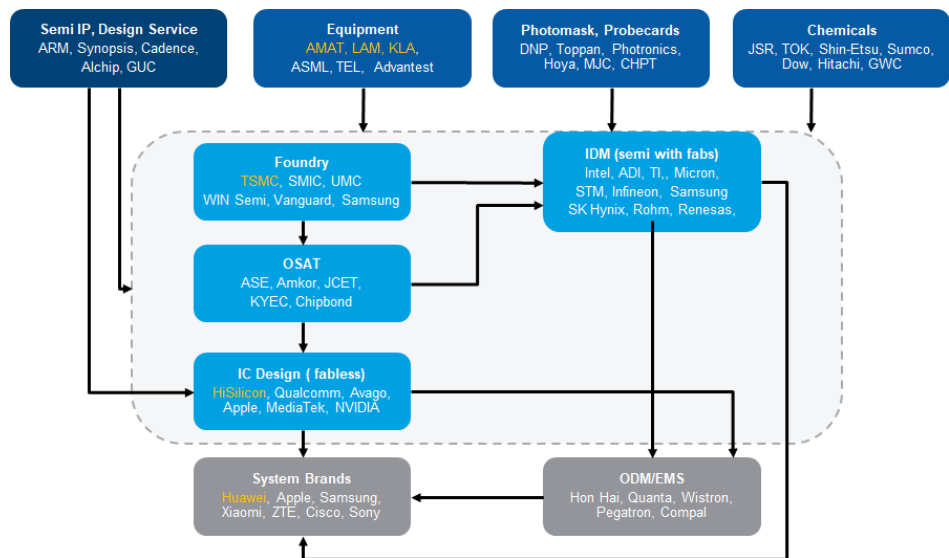 Semi IP, Design Service
ARM, Synopsis, Cadence,
Alchip, GUC
Equipment
AMAT, LAM, KLA,
ASML, TEL, Advantest
Photomask, Probecards
DNP, Toppan, Photronics,
Hoya, MJC, CHPT
Chemicals
JSR, TOK, Shin-Etsu, Sumco,
Dow, Hitachi, GWC
Foundry
TSMC, SMIC, UMC
WIN Semi, Vanguard, Samsung
IDM (semi with fabs)
Intel, ADI, TI,, Micron,
STM, Infineon, Samsung
SK Hynix, Rohm, Renesas,
OSAT
ASE, Amkor, JCET,
KYEC, Chipbond
IC Design ( fabless)
HiSilicon, Qualcomm, Avago,
Apple, MediaTek, NVIDIA
System Brands
Huawei, Apple, Samsung,
Xiaomi, ZTE, Cisco, Sony
ODM/EMS
Hon Hai, Quanta, Wistron,
Pegatron, Compal